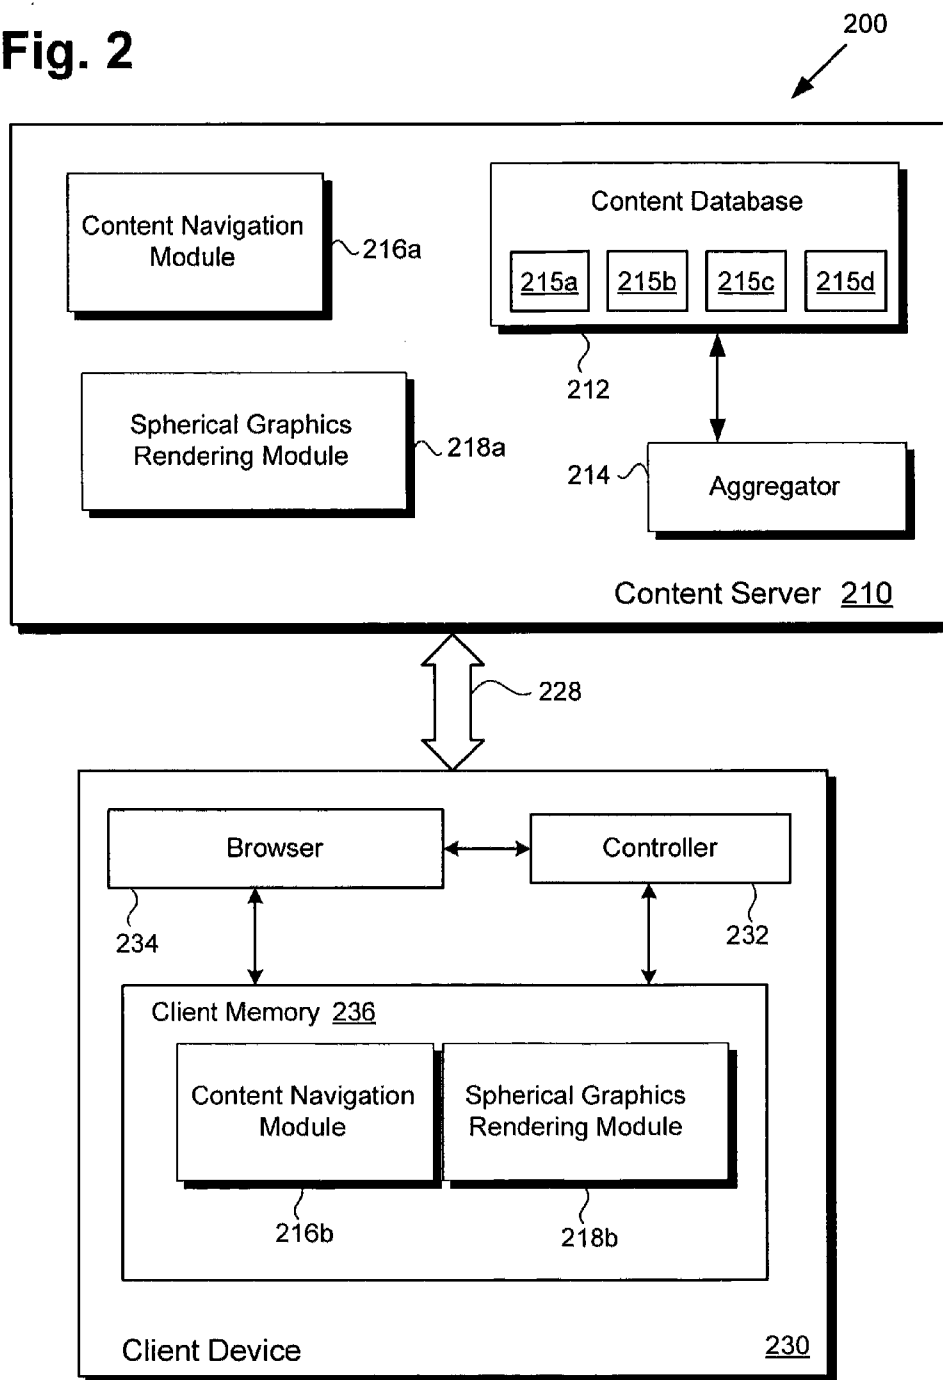 Fig. 2
200
Content Navigation
Module
216a
Content Database
215a 215b 215c 215d
212
Spherical Graphics
Rendering Module
218a
214
Aggregator
Content Server 210
228
Browser
Controller
234
232
Client Memory 236
Content Navigation
Module
Spherical Graphics
Rendering Module
216b
218b
Client Device
230